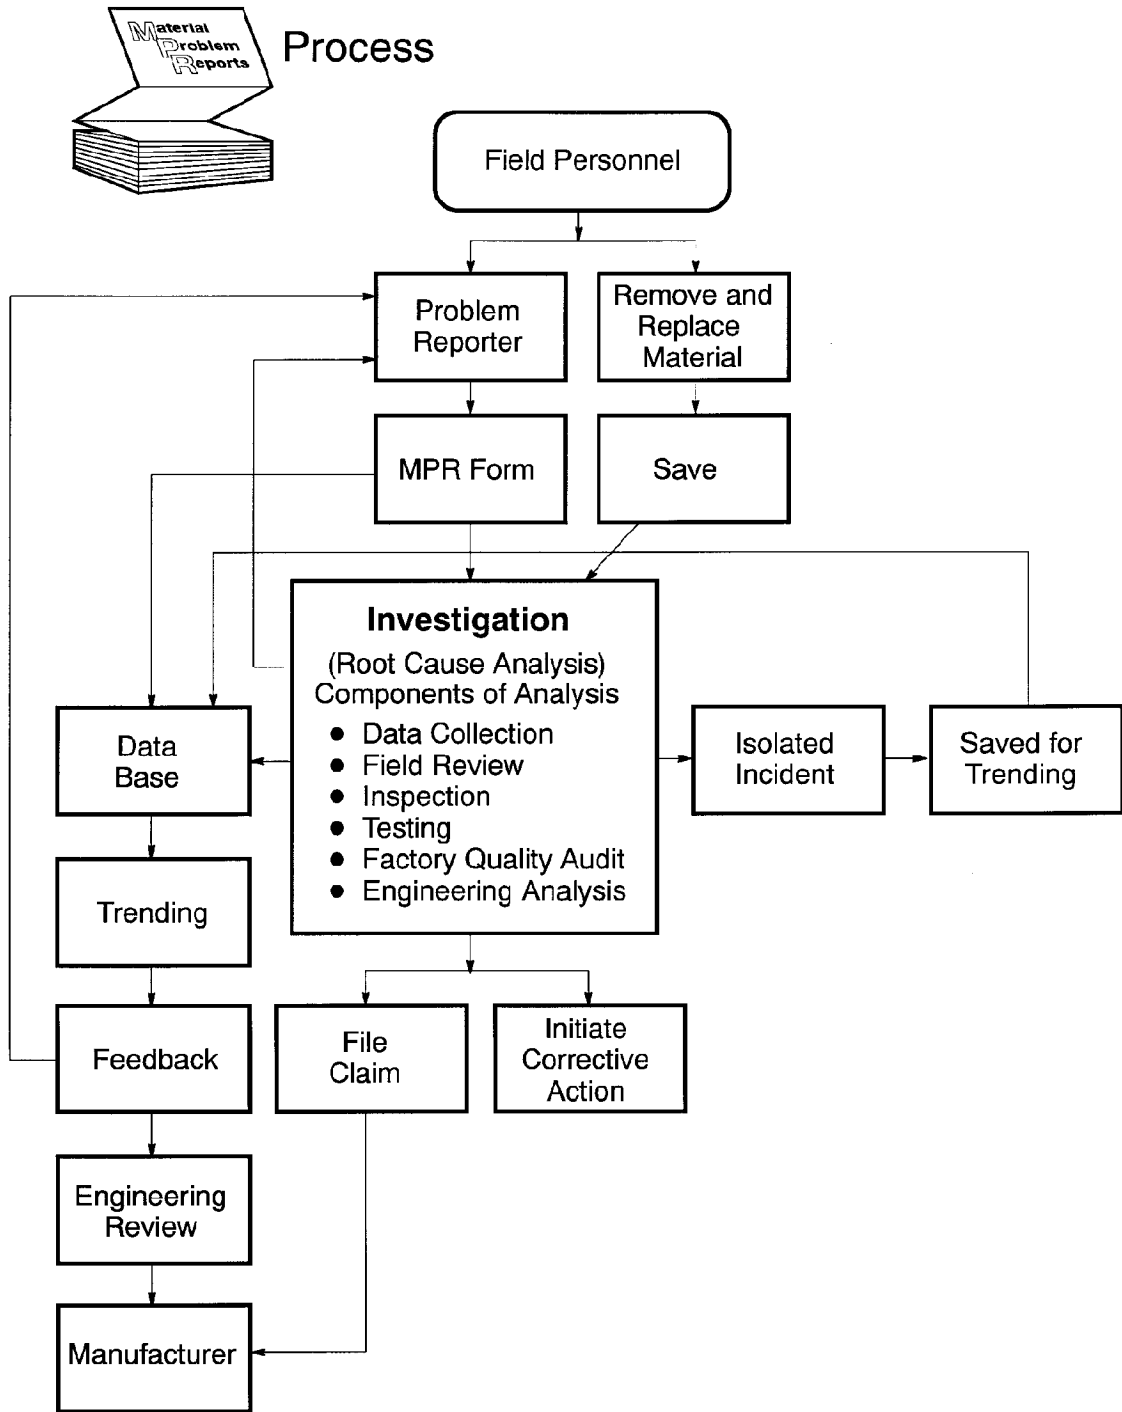 Material
Problem
Reports
Process
Field Personnel
Problem
Reporter
Remove and
Replace
Material
MPR Form
Save
Investigation
(Root Cause Analysis)
Components of Analysis
● Data Collection
● Field Review
● Inspection
● Testing
● Factory Quality Audit
● Engineering Analysis
Data
Base
Isolated
Incident
Saved for
Trending
Trending
Feedback
File
Claim
Initiate
Corrective
Action
Engineering
Review
Manufacturer